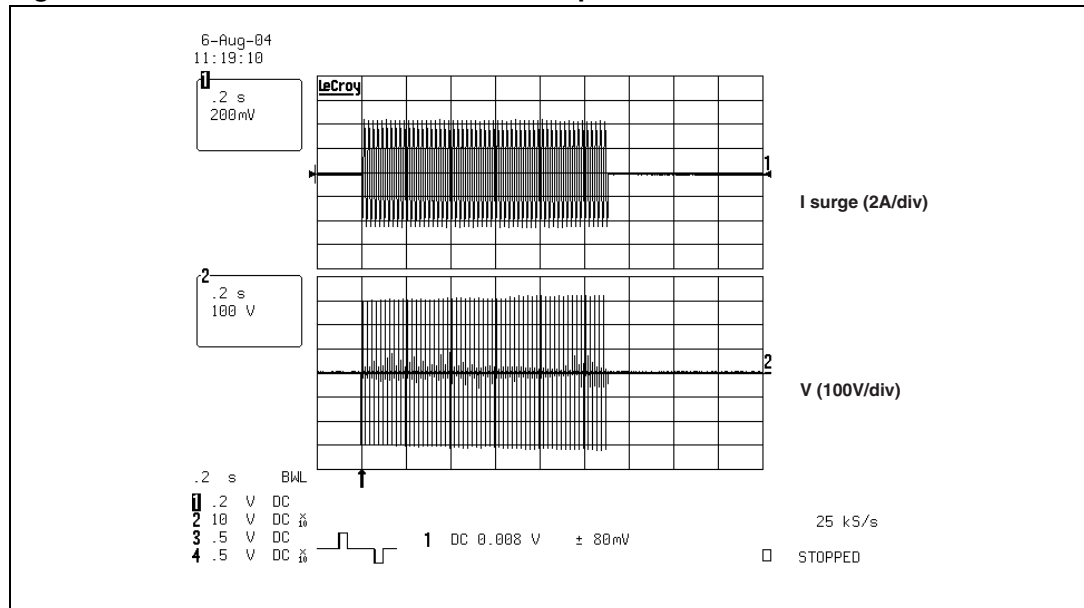 6-Aug-04
11:19:10
1
.2 s
200mV
LeCroy
1
I surge (2A/div)
2
.2 s
100 V
2
V (100V/div)
.2 s BWL
1 .2 V DC
2 10 V DC x10
3 .5 V DC
4 .5 V DC x10
1 DC 0.008 V ± 80mV
25 kS/s
STOPPED